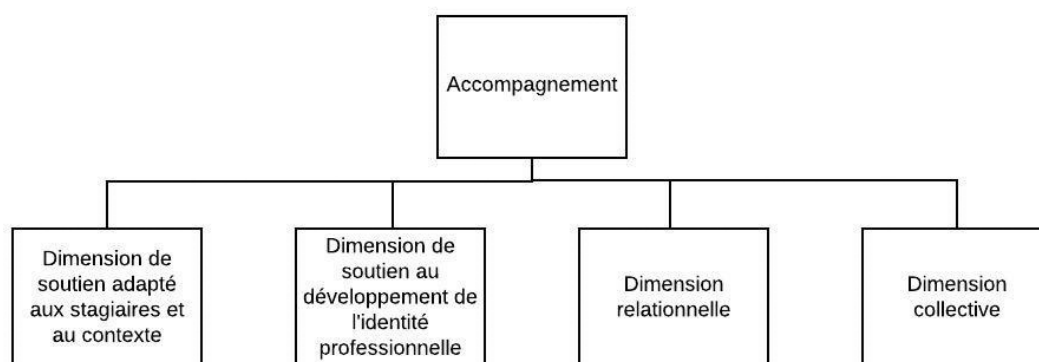 Accompagnement
Dimension de
soutien adapté
aux stagiaires et
au contexte
Dimension de
soutien au
développement de
l'identité
professionnelle
Dimension
relationnelle
Dimension
collective